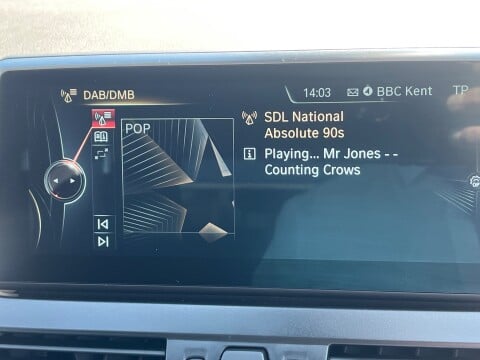 DAB/DMB
14:03
BBC Kent
TP
POP
SDL National
Absolute 90s
Playing... Mr Jones - -
Counting Crows